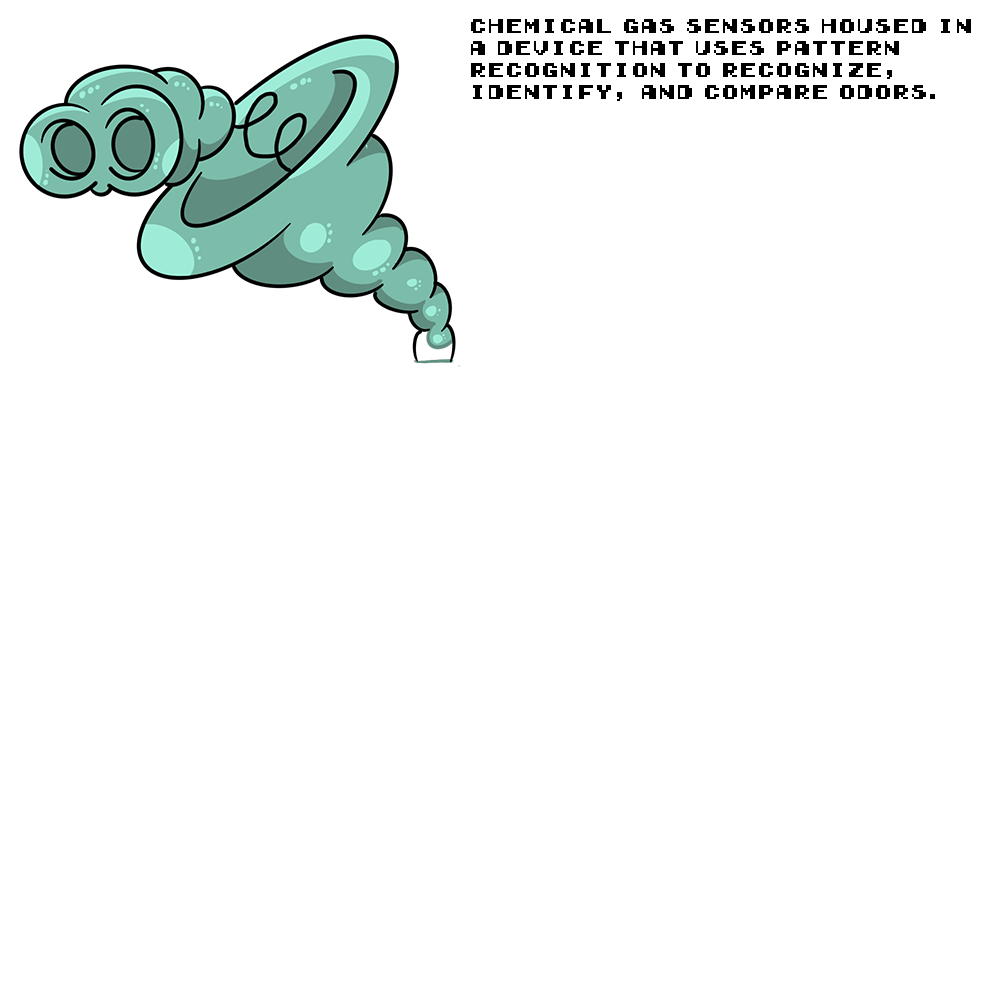 CHEMICAL GAS SENSORS HOUSED IN
A DEVICE THAT USES PATTERN
RECOGNITION TO RECOGNIZE,
IDENTIFY, AND COMPARE ODORS.